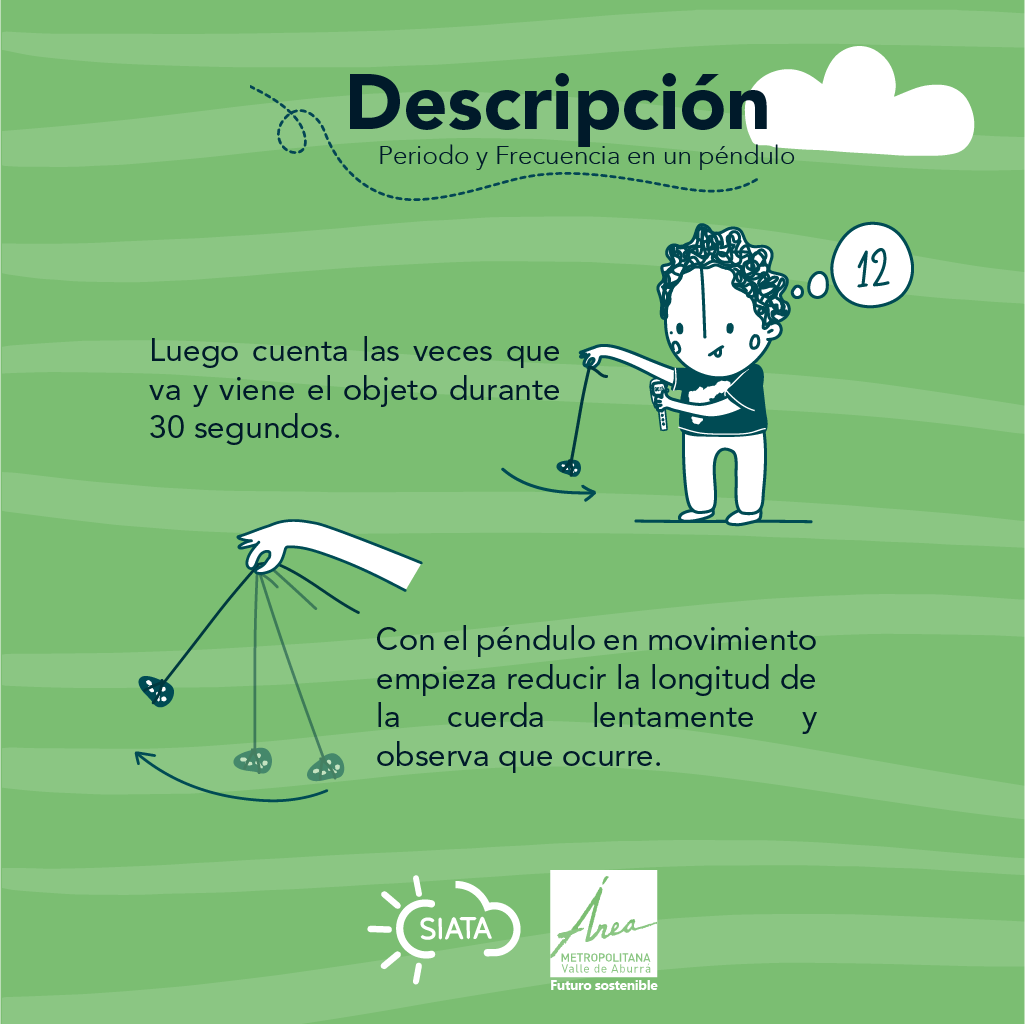 Descripción
Periodo y Frecuencia en un péndulo
12
Luego cuenta las veces que
va y viene el objeto durante
30 segundos.
Con el péndulo en movimiento
empieza reducir la longitud de
la cuerda lentamente y
observa que ocurre.
SIATA
Área
METROPOLITANA
Valle de Aburrá
Futuro sostenible